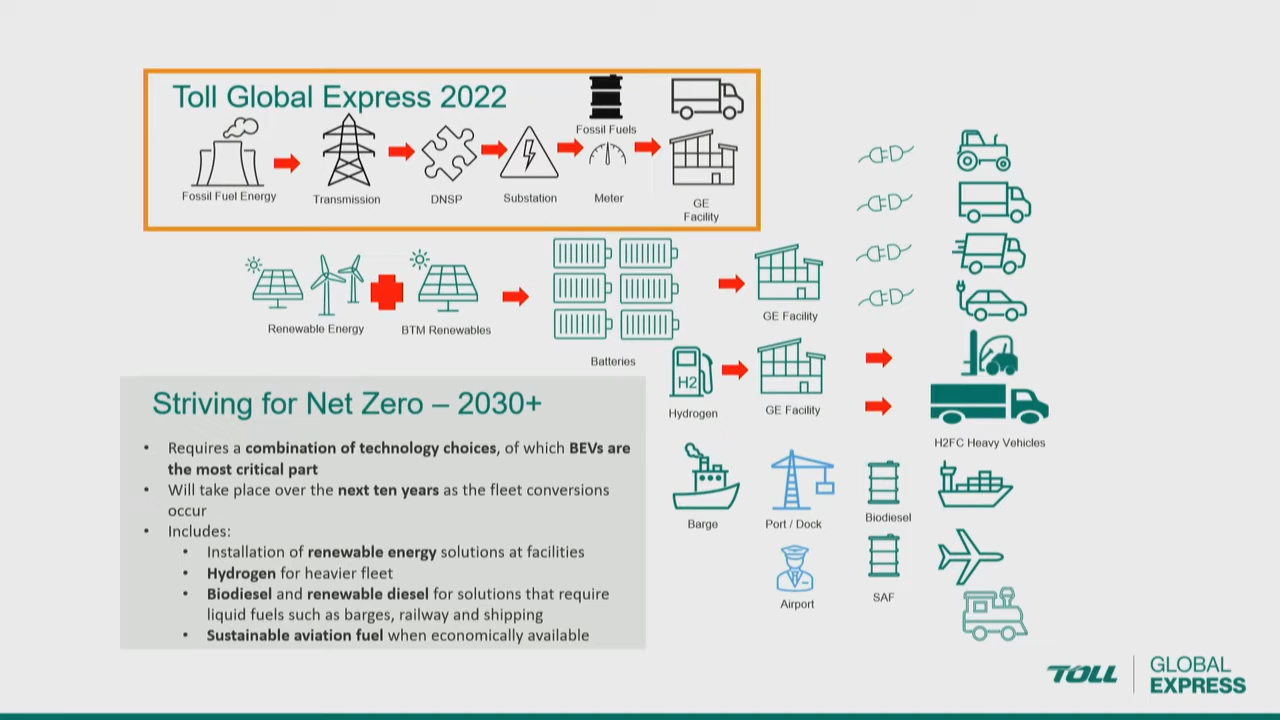 Toll Global Express 2022
Fossil Fuels
Fossil Fuel Energy
Transmission
DNSP
Substation
Meter
GE
Facility
Renewable Energy
BTM Renewables
Batteries
GE Facility
H2
Hydrogen
GE Facility
H2FC Heavy Vehicles
Striving for Net Zero – 2030+
• Requires a combination of technology choices, of which BEVs are
the most critical part
• Will take place over the next ten years as the fleet conversions
occur
• Includes:
• Installation of renewable energy solutions at facilities
• Hydrogen for heavier fleet
• Biodiesel and renewable diesel for solutions that require
liquid fuels such as barges, railway and shipping
• Sustainable aviation fuel when economically available
Barge
Port / Dock
Biodiesel
Airport
SAF
TOLL
GLOBAL
EXPRESS